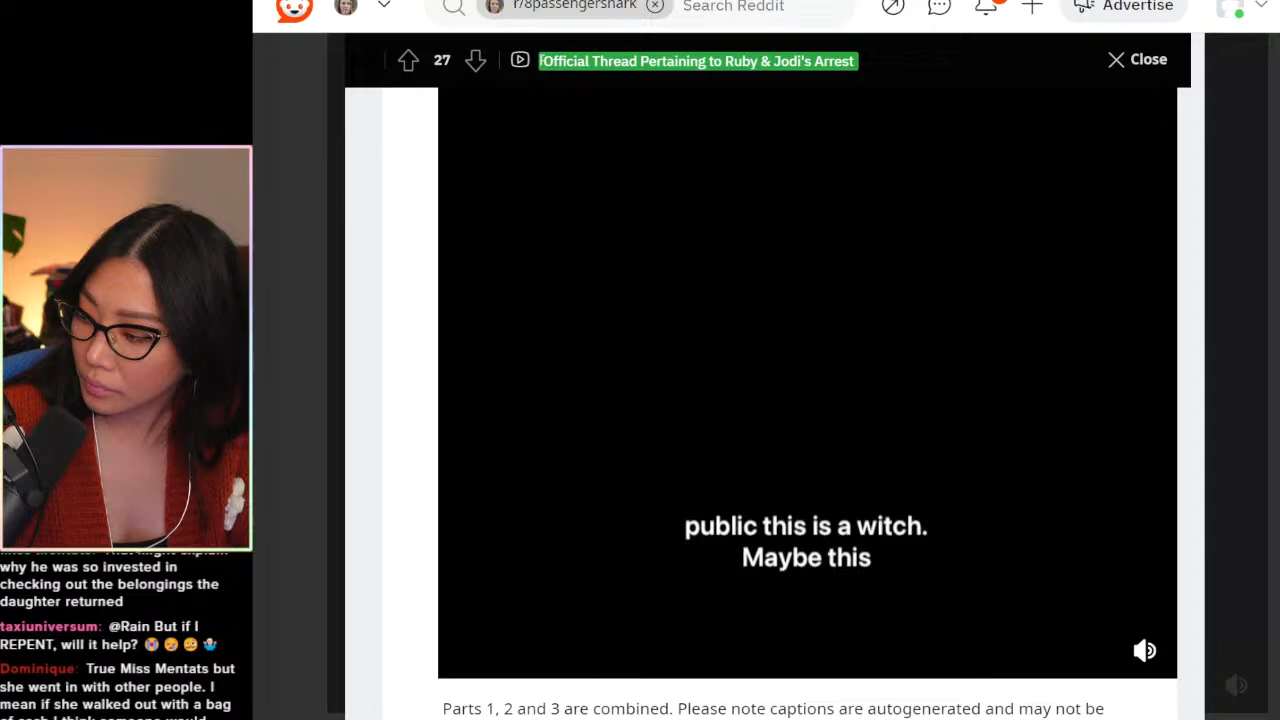 r/8passengersnark
Search Reddit
Advertise
27
Official Thread Pertaining to Ruby & Jodi's Arrest
Close
public this is a witch.
Maybe this
why he was so invested in
checking out the belongings the
daughter returned
taxiuniversum: @Rain But if I
REPENT, will it help? 😭 😪 🥴 🤷
Dominique: True Miss Mentats but
she went in with other people. I
mean if she walked out with a bag
Parts 1, 2 and 3 are combined. Please note captions are autogenerated and may not be